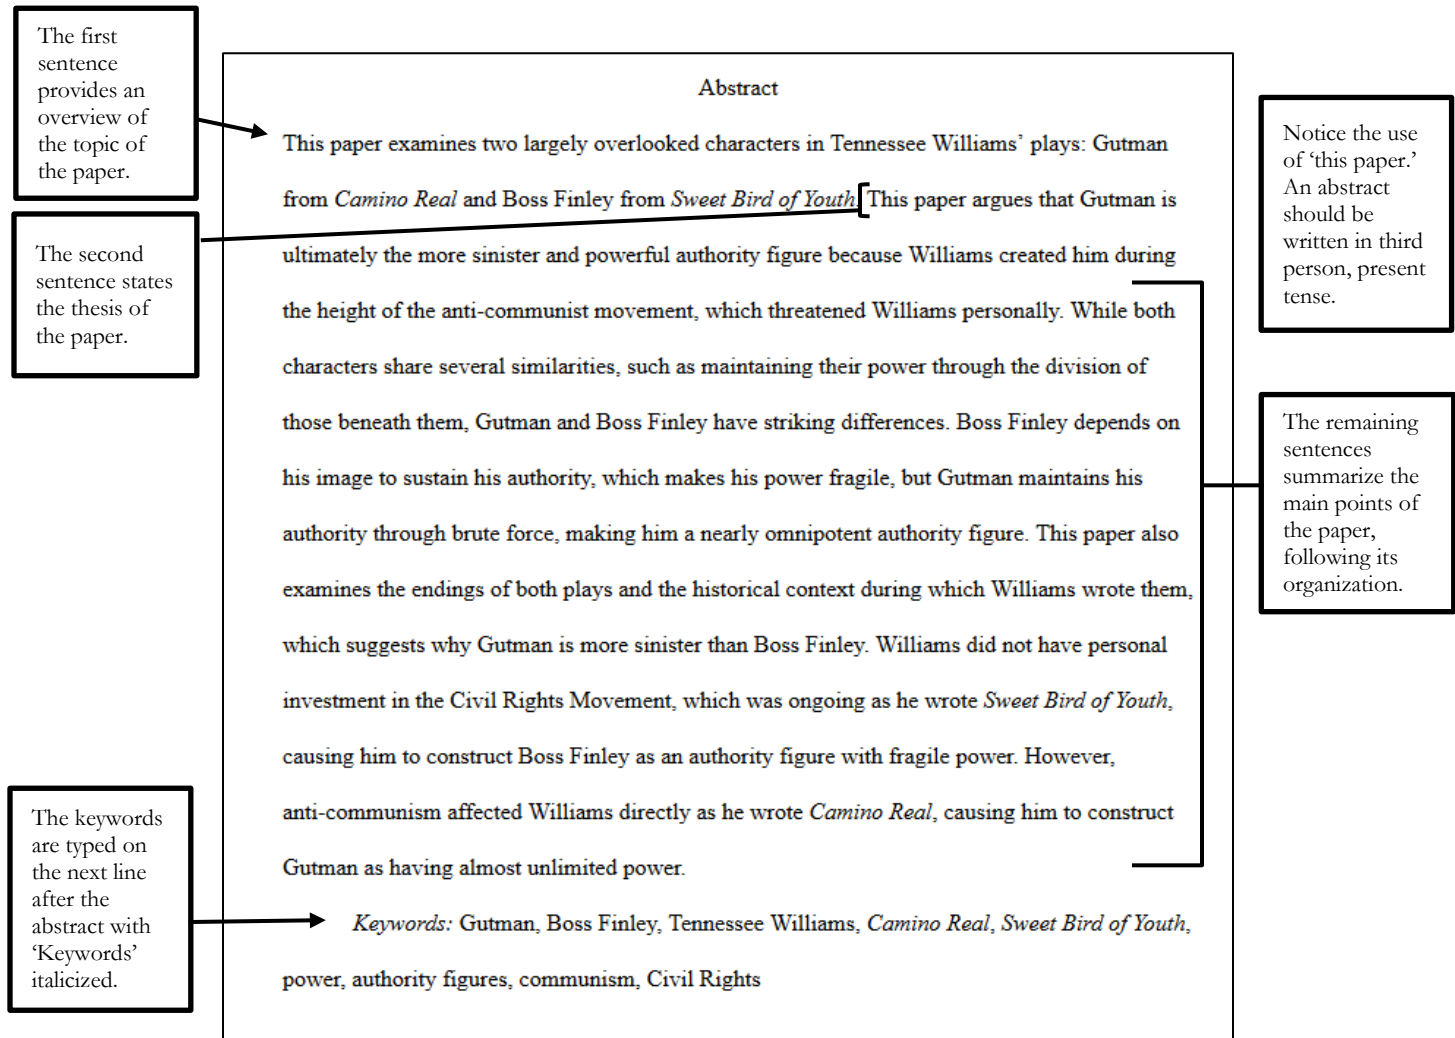 The first
sentence
provides an
overview of
the topic of
the paper.
The second
sentence states
the thesis of
the paper.
Abstract
This paper examines two largely overlooked characters in Tennessee Williams’ plays: Gutman
from Camino Real and Boss Finley from Sweet Bird of Youth. This paper argues that Gutman is
ultimately the more sinister and powerful authority figure because Williams created him during
the height of the anti-communist movement, which threatened Williams personally. While both
characters share several similarities, such as maintaining their power through the division of
those beneath them, Gutman and Boss Finley have striking differences. Boss Finley depends on
his image to sustain his authority, which makes his power fragile, but Gutman maintains his
authority through brute force, making him a nearly omnipotent authority figure. This paper also
examines the endings of both plays and the historical context during which Williams wrote them,
which suggests why Gutman is more sinister than Boss Finley. Williams did not have personal
investment in the Civil Rights Movement, which was ongoing as he wrote Sweet Bird of Youth,
causing him to construct Boss Finley as an authority figure with fragile power. However,
anti-communism affected Williams directly as he wrote Camino Real, causing him to construct
Gutman as having almost unlimited power.
Keywords: Gutman, Boss Finley, Tennessee Williams, Camino Real, Sweet Bird of Youth,
power, authority figures, communism, Civil Rights
Notice the use
of ‘this paper.’
An abstract
should be
written in third
person, present
tense.
The remaining
sentences
summarize the
main points of
the paper,
following its
organization.
The keywords
are typed on
the next line
after the
abstract with
‘Keywords’
italicized.